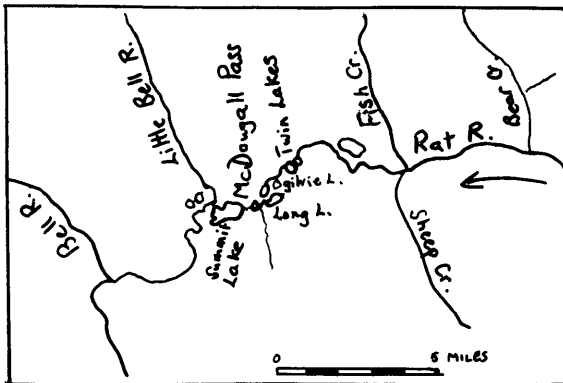 Little Bell R.
McDougall Pass
Twin Lakes
Fish Cr.
Bear Cr.
Rat R.
Ogilvie L.
Long L.
Summit
Lake
Bell R.
Sheep Cr.
0 5 MILES